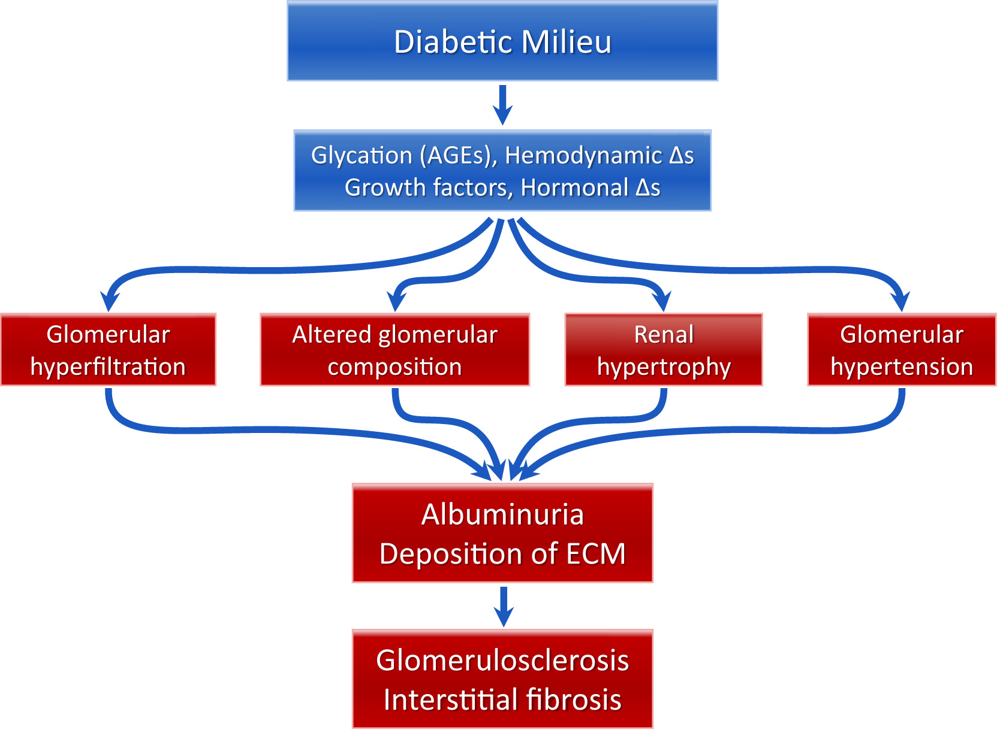 Diabetic Milieu
Glycation (AGEs), Hemodynamic Δs
Growth factors, Hormonal Δs
Glomerular
hyperfiltration
Altered glomerular
composition
Renal
hypertrophy
Glomerular
hypertension
Albuminuria
Deposition of ECM
Glomerulosclerosis
Interstitial fibrosis